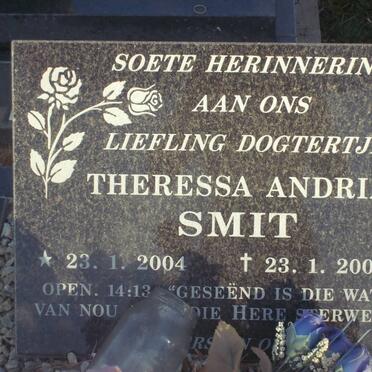 SOETE HERINNERIN
AAN ONS
LIEFLING DOGTERTJ
THERESSA ANDRI
SMIT
★ 23.1.2004 ✝ 23.1.200
OPEN. 14:13 "GESEËND IS DIE WA
VAN NOU DIE HERE STERWE